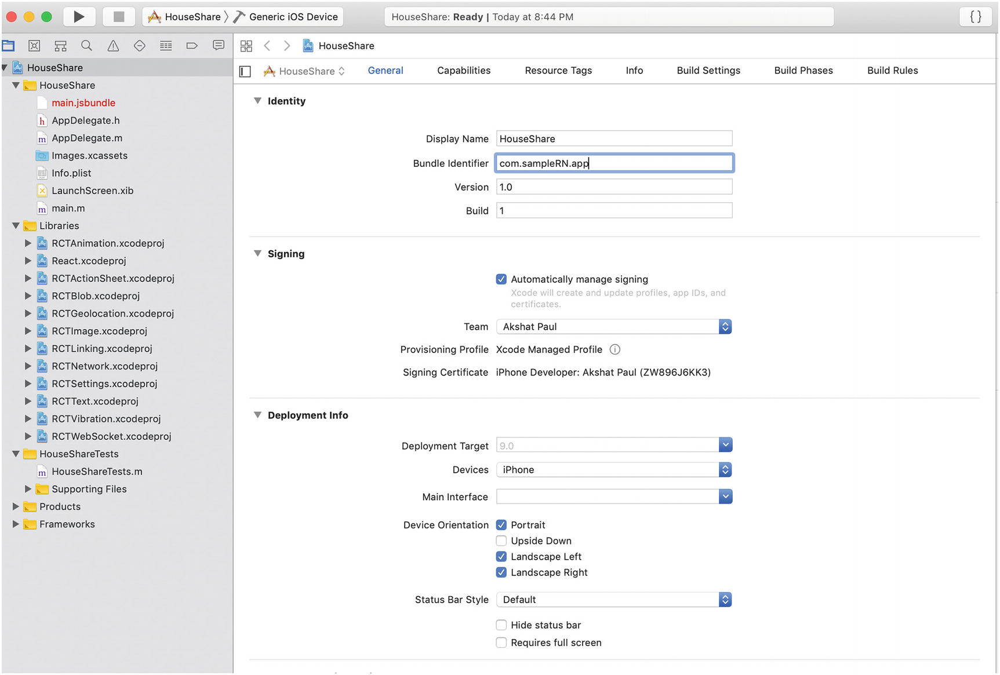 HouseShare 〉 Generic iOS Device
HouseShare: Ready | Today at 8:44 PM
{ }
HouseShare
HouseShare
General Capabilities Resource Tags Info Build Settings Build Phases Build Rules
HouseShare
HouseShare
main.jsbundle
h AppDelegate.h
m AppDelegate.m
Images.xcassets
Info.plist
LaunchScreen.xib
m main.m
Libraries
RCTAnimation.xcodeproj
React.xcodeproj
RCTActionSheet.xcodeproj
RCTBlob.xcodeproj
RCTGeolocation.xcodeproj
RCTImage.xcodeproj
RCTLinking.xcodeproj
RCTNetwork.xcodeproj
RCTSettings.xcodeproj
RCTText.xcodeproj
RCTVibration.xcodeproj
RCTWebSocket.xcodeproj
HouseShareTests
m HouseShareTests.m
Supporting Files
Products
Frameworks
Identity
Display Name HouseShare
Bundle Identifier com.sampleRN.app
Version 1.0
Build 1
Signing
Automatically manage signing
Xcode will create and update profiles, app IDs, and
certificates.
Team Akshat Paul
Provisioning Profile Xcode Managed Profile
Signing Certificate iPhone Developer: Akshat Paul (ZW896J6KK3)
Deployment Info
Deployment Target 9.0
Devices iPhone
Main Interface
Device Orientation Portrait
Upside Down
Landscape Left
Landscape Right
Status Bar Style Default
Hide status bar
Requires full screen